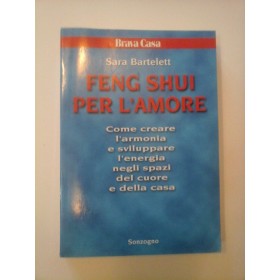 Brava Casa
Sara Bartelett
FENG SHUI
PER L'AMORE
Come creare
l'armonia
e sviluppare
l'energia
negli spazi
del cuore
e della casa
Sonzogno